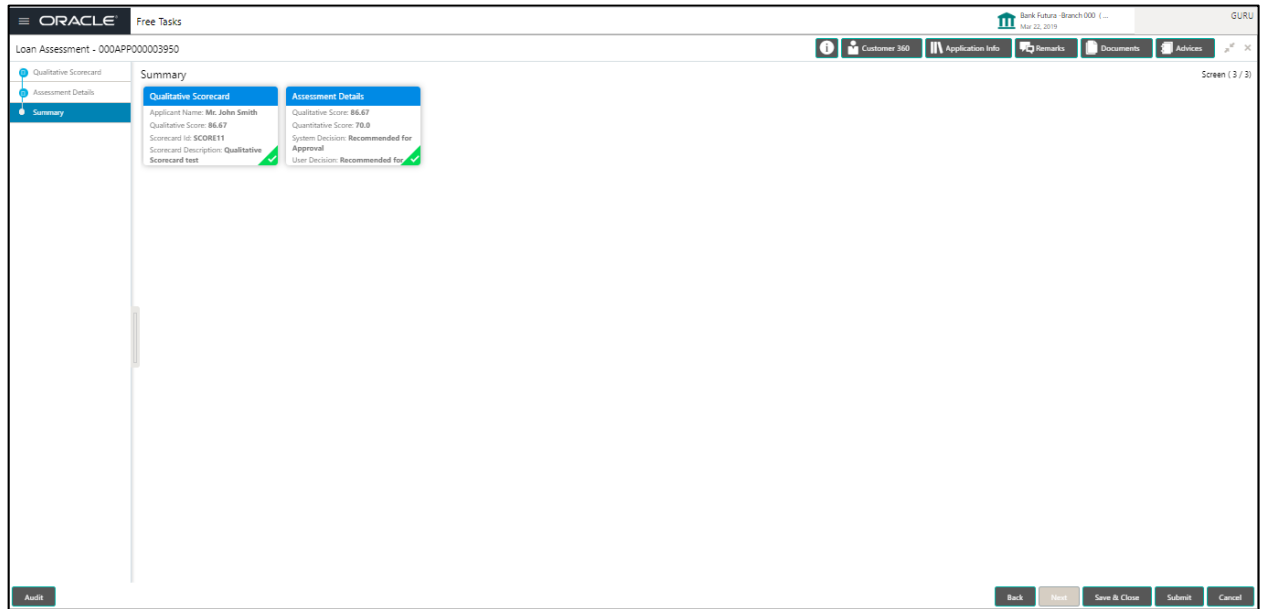 ORACLE
Free Tasks
Bank Futura -Branch 000 ( ...
Mar 22, 2019
GURU
Loan Assessment - 000APP000003950
Customer 360
Application Info
Remarks
Documents
Advices
Qualitative Scorecard
Assessment Details
Summary
Summary
Screen ( 3 / 3)
Qualitative Scorecard
Applicant Name: Mr. John Smith
Qualitative Score: 86.67
Scorecard Id: SCORE11
Scorecard Description: Qualitative
Scorecard test
Assessment Details
Qualitative Score: 86.67
Quantitative Score: 70.0
System Decision: Recommended for
Approval
User Decision: Recommended for
Audit
Back
Next
Save & Close
Submit
Cancel